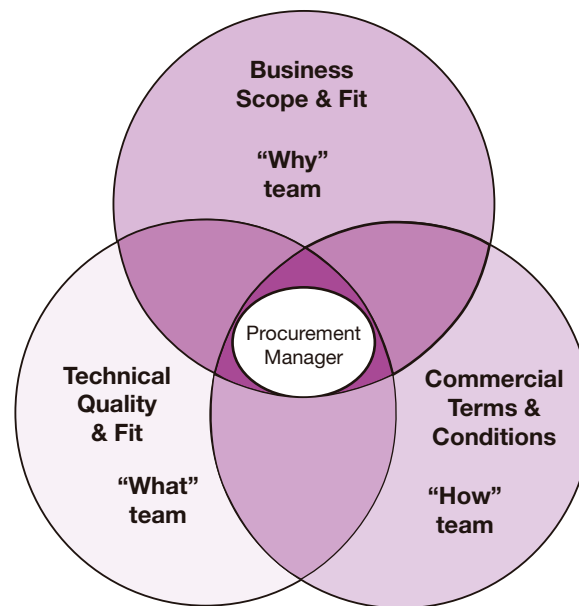 Business
Scope & Fit
“Why”
team
Procurement
Manager
Technical
Quality
& Fit
“What”
team
Commercial
Terms &
Conditions
“How”
team